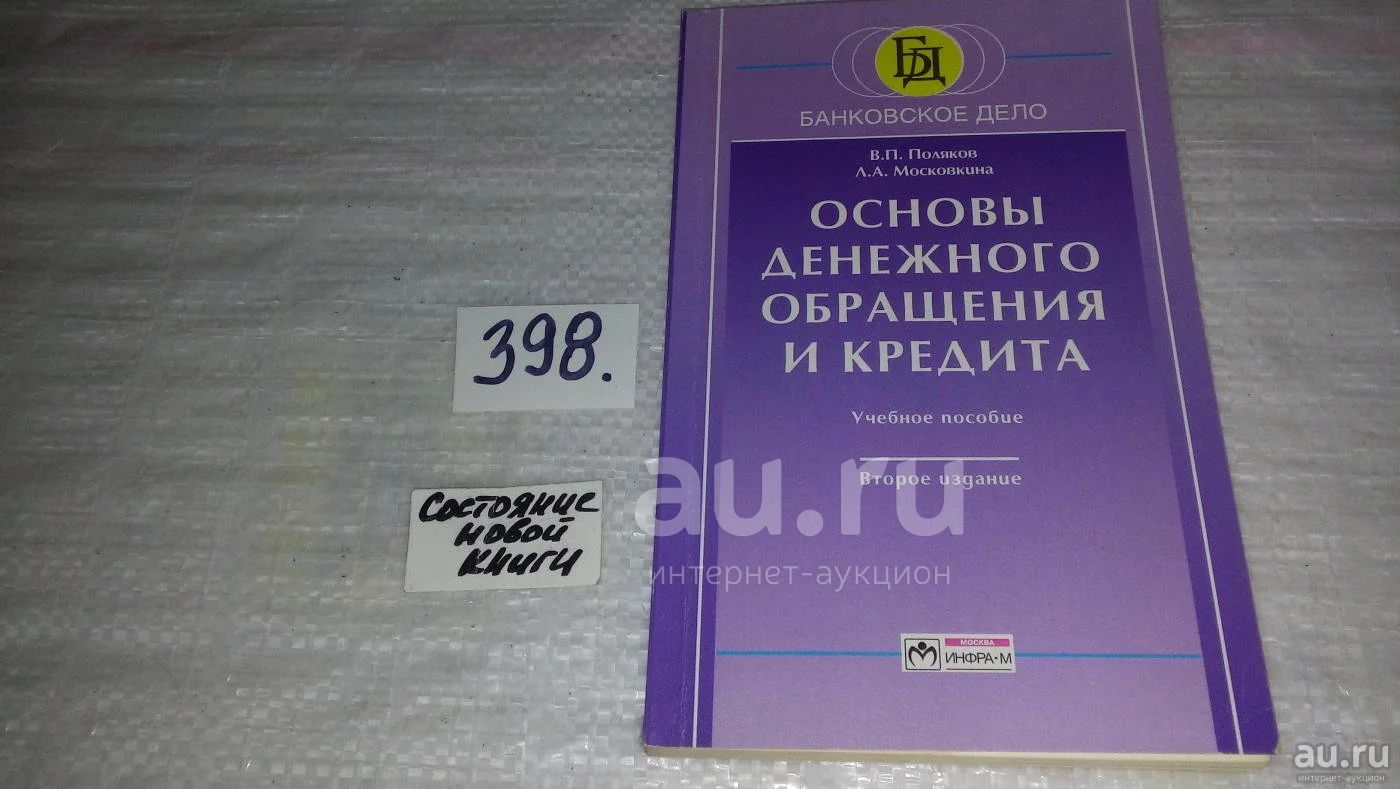 БД
БАНКОВСКОЕ ДЕЛО
В.П. Поляков
Л.А. Московкина
ОСНОВЫ
ДЕНЕЖНОГО
ОБРАЩЕНИЯ
И КРЕДИТА
Учебное пособие
Второе издание
МОСКВА
ИНФРА-М
398.
Состояние
новой
книги
au.ru
интернет-аукцион
au.ru
интернет-аукцион